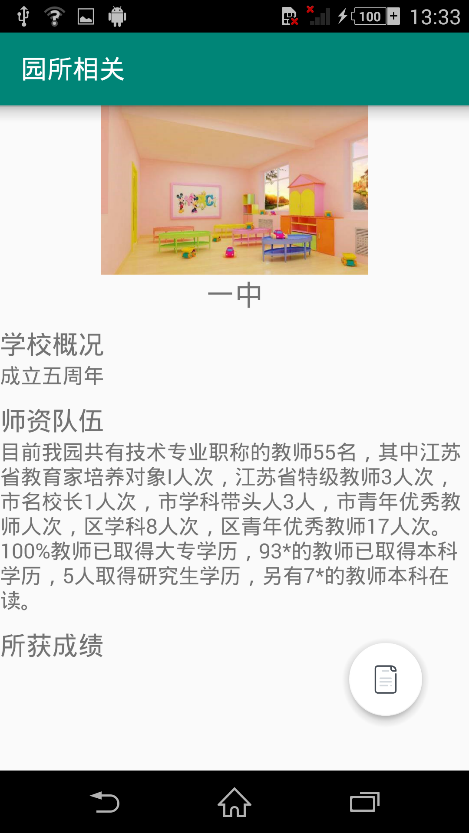 100
13:33
园所相关
一中
学校概况
成立五周年
师资队伍
目前我园共有技术专业职称的教师55名，其中江苏
省教育家培养对象l人次，江苏省特级教师3人次，
市名校长1人次，市学科带头人3人，市青年优秀教
师人次，区学科8人次，区青年优秀教师17人次。
100%教师已取得大专学历，93*的教师已取得本科
学历，5人取得研究生学历，另有7*的教师本科在
读。
所获成绩